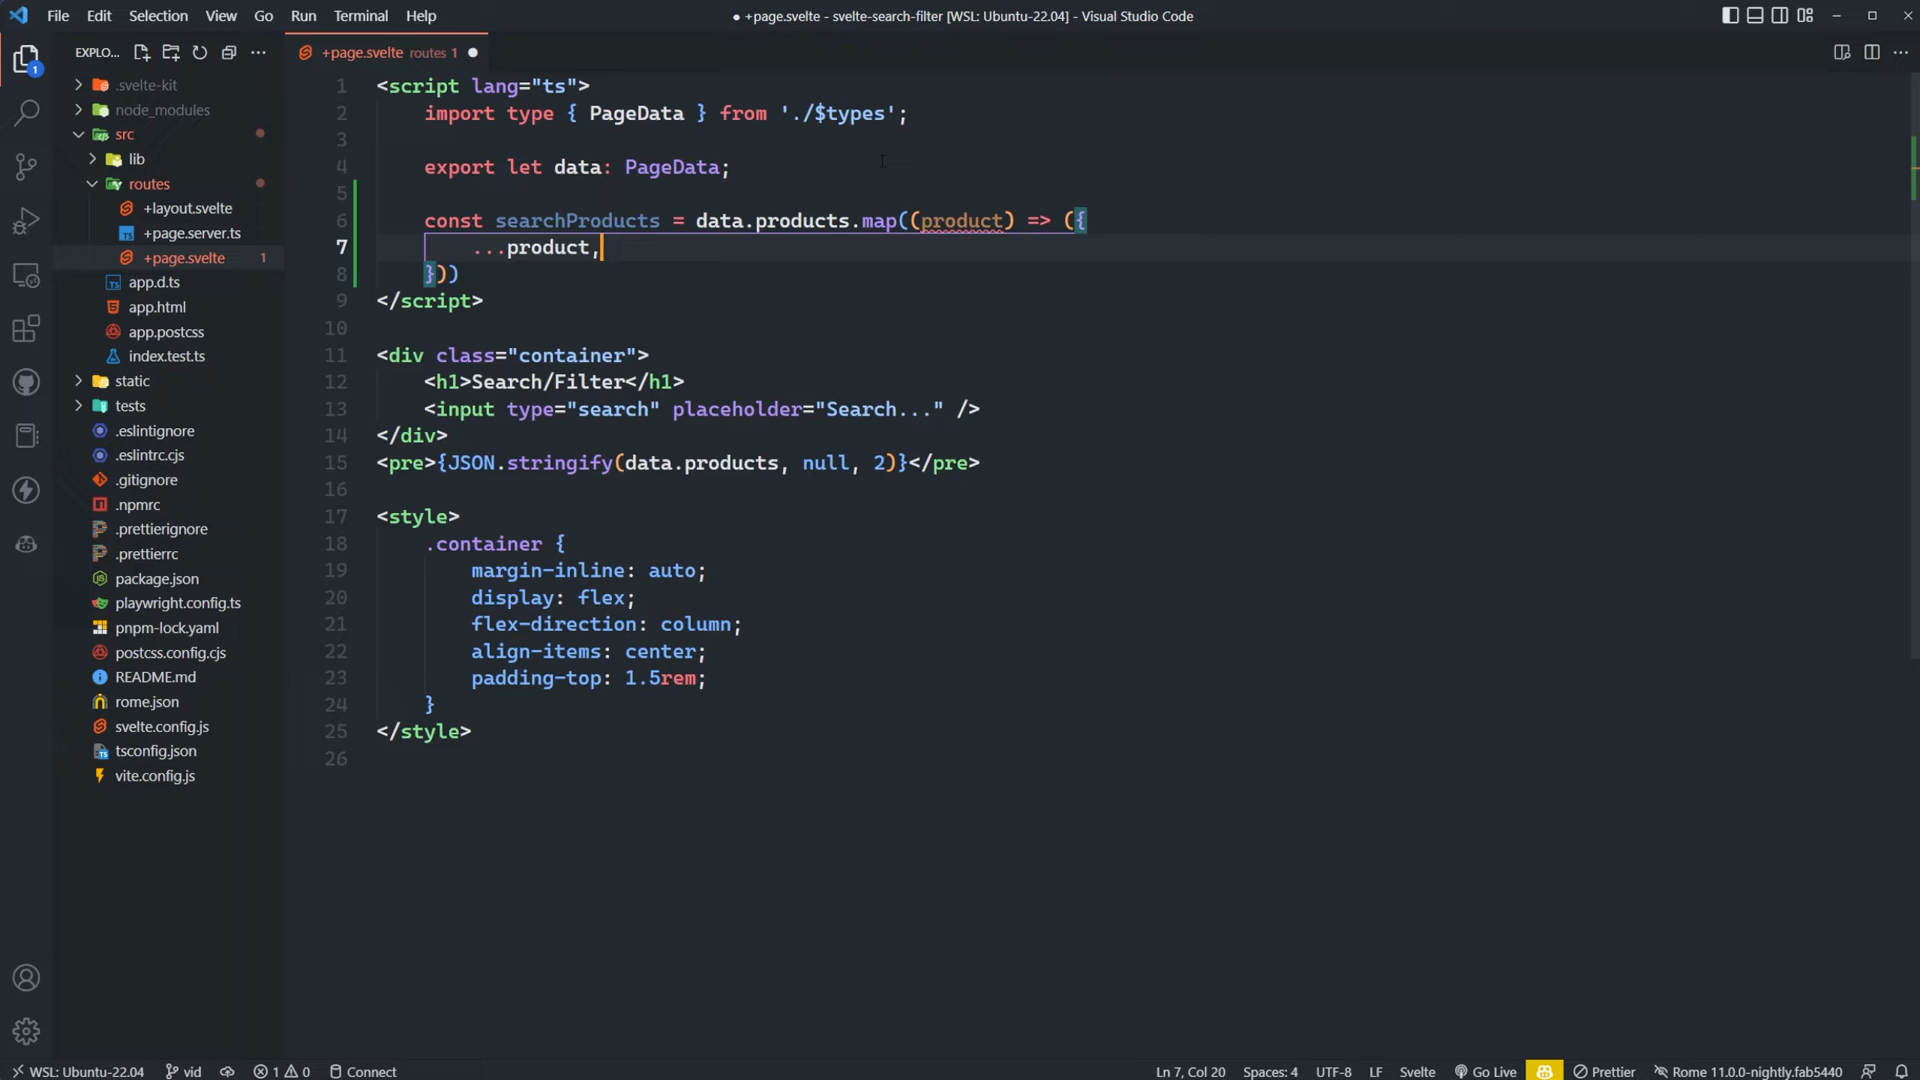 File Edit Selection View Go Run Terminal Help
● +page.svelte - svelte-search-filter [WSL: Ubuntu-22.04] - Visual Studio Code
EXPLO...
+page.svelte routes 1
1
.svelte-kit
node_modules
src
lib
routes
+layout.svelte
+page.server.ts
+page.svelte 1
app.d.ts
app.html
app.postcss
index.test.ts
static
tests
.eslintignore
.eslintrc.cjs
.gitignore
.npmrc
.prettierignore
.prettierrc
package.json
playwright.config.ts
pnpm-lock.yaml
postcss.config.cjs
README.md
rome.json
svelte.config.js
tsconfig.json
vite.config.js
1 <script lang="ts">
2 import type { PageData } from './$types';
3
4 export let data: PageData;
5
6 const searchProducts = data.products.map((product) => ({
7 ...product,
8 }))
9 </script>
10
11 <div class="container">
12 <h1>Search/Filter</h1>
13 <input type="search" placeholder="Search..." />
14 </div>
15 <pre>{JSON.stringify(data.products, null, 2)}</pre>
16
17 <style>
18 .container {
19 margin-inline: auto;
20 display: flex;
21 flex-direction: column;
22 align-items: center;
23 padding-top: 1.5rem;
24 }
25 </style>
26
WSL: Ubuntu-22.04 vid 1 0 Connect Ln 7, Col 20 Spaces: 4 UTF-8 LF Svelte Go Live Prettier Rome 11.0.0-nightly.fab5440